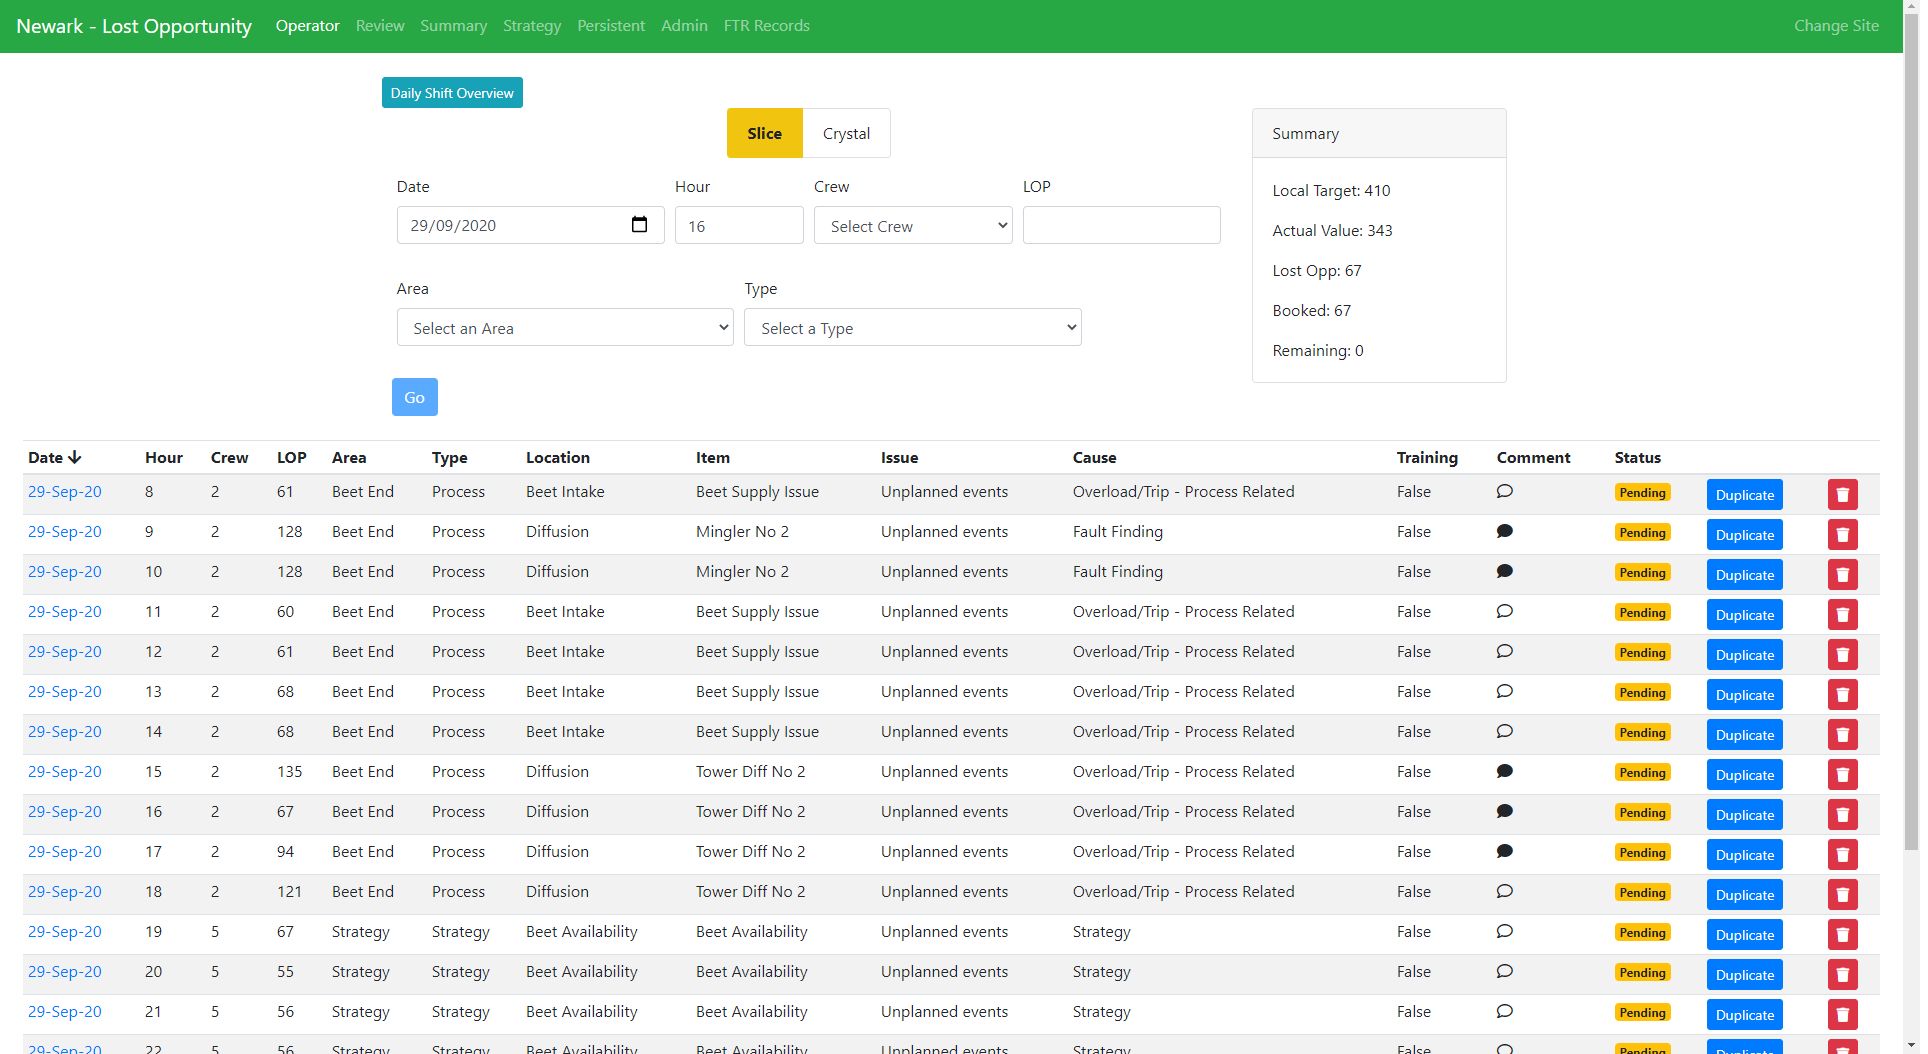 Newark - Lost Opportunity Operator Review Summary Strategy Persistent Admin FTR Records Change Site
Daily Shift Overview
Slice Crystal
Summary
Date Hour Crew LOP
29/09/2020 16 Select Crew
Local Target: 410
Actual Value: 343
Lost Opp: 67
Booked: 67
Remaining: 0
Area Type
Select an Area Select a Type
Go
Date Hour Crew LOP Area Type Location Item Issue Cause Training Comment Status
29-Sep-20 8 2 61 Beet End Process Beet Intake Beet Supply Issue Unplanned events Overload/Trip - Process Related False Pending Duplicate
29-Sep-20 9 2 128 Beet End Process Diffusion Mingler No 2 Unplanned events Fault Finding False Pending Duplicate
29-Sep-20 10 2 128 Beet End Process Diffusion Mingler No 2 Unplanned events Fault Finding False Pending Duplicate
29-Sep-20 11 2 60 Beet End Process Beet Intake Beet Supply Issue Unplanned events Overload/Trip - Process Related False Pending Duplicate
29-Sep-20 12 2 61 Beet End Process Beet Intake Beet Supply Issue Unplanned events Overload/Trip - Process Related False Pending Duplicate
29-Sep-20 13 2 68 Beet End Process Beet Intake Beet Supply Issue Unplanned events Overload/Trip - Process Related False Pending Duplicate
29-Sep-20 14 2 68 Beet End Process Beet Intake Beet Supply Issue Unplanned events Overload/Trip - Process Related False Pending Duplicate
29-Sep-20 15 2 135 Beet End Process Diffusion Tower Diff No 2 Unplanned events Overload/Trip - Process Related False Pending Duplicate
29-Sep-20 16 2 67 Beet End Process Diffusion Tower Diff No 2 Unplanned events Overload/Trip - Process Related False Pending Duplicate
29-Sep-20 17 2 94 Beet End Process Diffusion Tower Diff No 2 Unplanned events Overload/Trip - Process Related False Pending Duplicate
29-Sep-20 18 2 121 Beet End Process Diffusion Tower Diff No 2 Unplanned events Overload/Trip - Process Related False Pending Duplicate
29-Sep-20 19 5 67 Strategy Strategy Beet Availability Beet Availability Unplanned events Strategy False Pending Duplicate
29-Sep-20 20 5 55 Strategy Strategy Beet Availability Beet Availability Unplanned events Strategy False Pending Duplicate
29-Sep-20 21 5 56 Strategy Strategy Beet Availability Beet Availability Unplanned events Strategy False Pending Duplicate
29-Sep-20 22 5 56 Strategy Strategy Beet Availability Beet Availability Unplanned events Strategy False Pending Duplicate